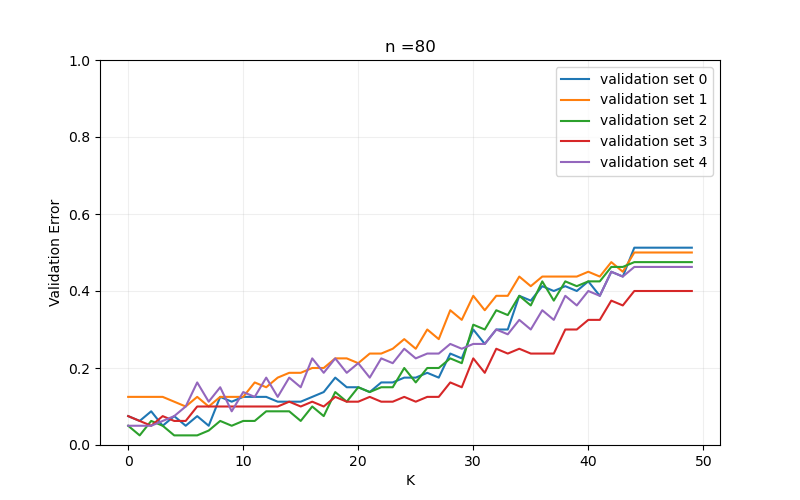 n =80
validation set 0
validation set 1
validation set 2
validation set 3
validation set 4
Validation Error
1.0
0.8
0.6
0.4
0.2
0.0
0 10 20 30 40 50
K